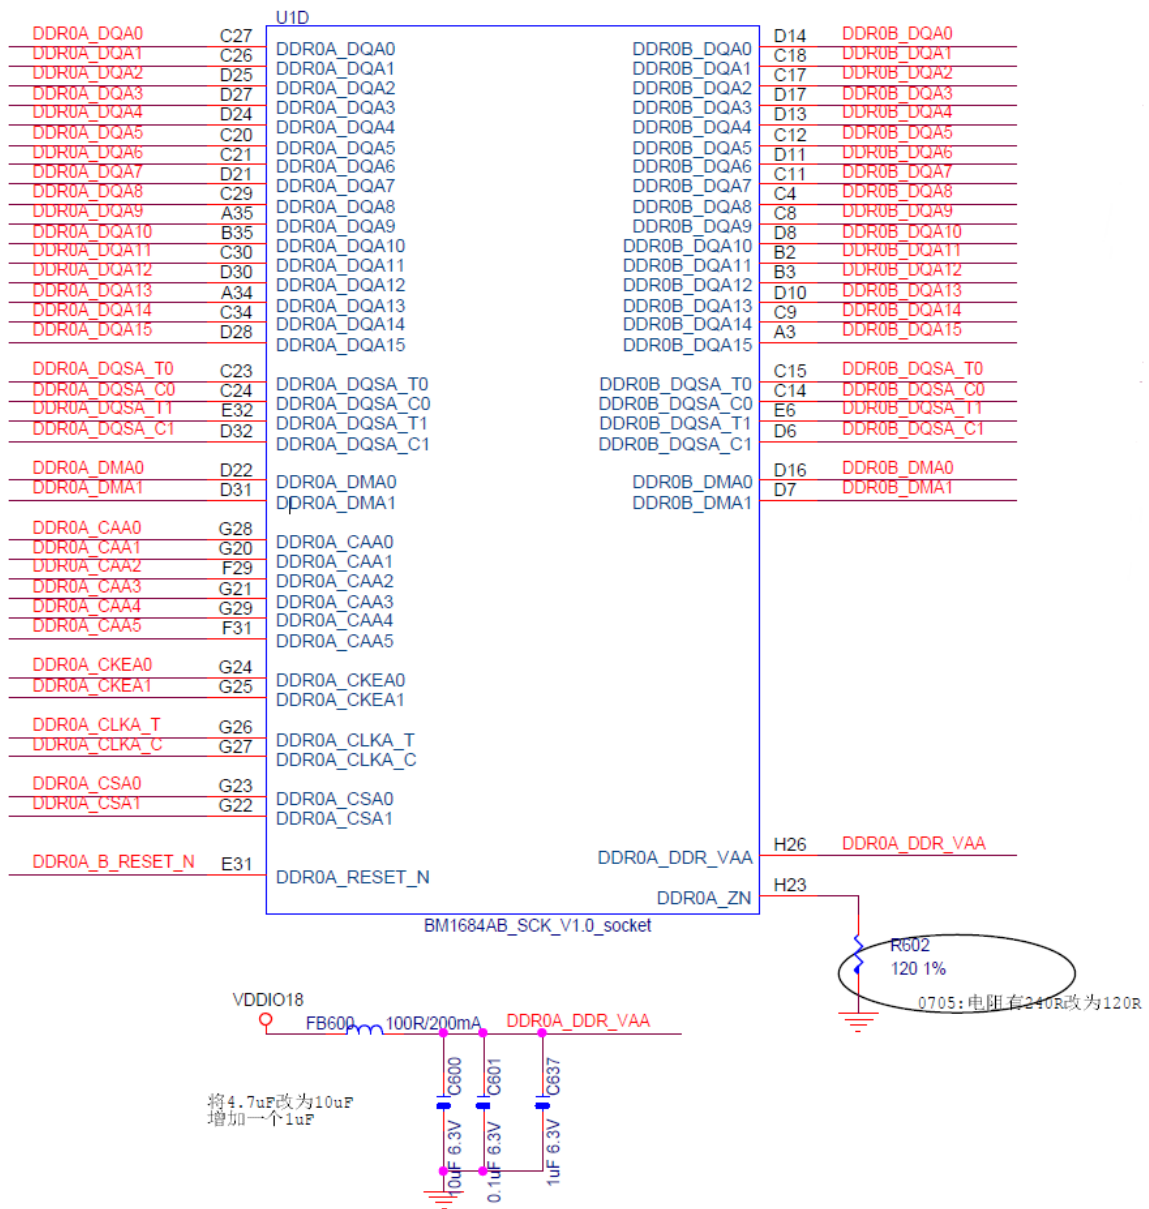 U1D
DDR0A_DQA0 C27 DDR0A_DQA0 DDR0B_DQA0 D14 DDR0B_DQA0
DDR0A_DQA1 C26 DDR0A_DQA1 DDR0B_DQA1 C18 DDR0B_DQA1
DDR0A_DQA2 D25 DDR0A_DQA2 DDR0B_DQA2 C17 DDR0B_DQA2
DDR0A_DQA3 D27 DDR0A_DQA3 DDR0B_DQA3 D17 DDR0B_DQA3
DDR0A_DQA4 D24 DDR0A_DQA4 DDR0B_DQA4 D13 DDR0B_DQA4
DDR0A_DQA5 C20 DDR0A_DQA5 DDR0B_DQA5 C12 DDR0B_DQA5
DDR0A_DQA6 C21 DDR0A_DQA6 DDR0B_DQA6 D11 DDR0B_DQA6
DDR0A_DQA7 D21 DDR0A_DQA7 DDR0B_DQA7 C11 DDR0B_DQA7
DDR0A_DQA8 C29 DDR0A_DQA8 DDR0B_DQA8 C4 DDR0B_DQA8
DDR0A_DQA9 A35 DDR0A_DQA9 DDR0B_DQA9 C8 DDR0B_DQA9
DDR0A_DQA10 B35 DDR0A_DQA10 DDR0B_DQA10 D8 DDR0B_DQA10
DDR0A_DQA11 C30 DDR0A_DQA11 DDR0B_DQA11 B2 DDR0B_DQA11
DDR0A_DQA12 D30 DDR0A_DQA12 DDR0B_DQA12 B3 DDR0B_DQA12
DDR0A_DQA13 A34 DDR0A_DQA13 DDR0B_DQA13 D10 DDR0B_DQA13
DDR0A_DQA14 C34 DDR0A_DQA14 DDR0B_DQA14 C9 DDR0B_DQA14
DDR0A_DQA15 D28 DDR0A_DQA15 DDR0B_DQA15 A3 DDR0B_DQA15
DDR0A_DQSA_T0 C23 DDR0A_DQSA_T0 DDR0B_DQSA_T0 C15 DDR0B_DQSA_T0
DDR0A_DQSA_C0 C24 DDR0A_DQSA_C0 DDR0B_DQSA_C0 C14 DDR0B_DQSA_C0
DDR0A_DQSA_T1 E32 DDR0A_DQSA_T1 DDR0B_DQSA_T1 E6 DDR0B_DQSA_T1
DDR0A_DQSA_C1 D32 DDR0A_DQSA_C1 DDR0B_DQSA_C1 D6 DDR0B_DQSA_C1
DDR0A_DMA0 D22 DDR0A_DMA0 DDR0B_DMA0 D16 DDR0B_DMA0
DDR0A_DMA1 D31 DDR0A_DMA1 DDR0B_DMA1 D7 DDR0B_DMA1
DDR0A_CAA0 G28 DDR0A_CAA0
DDR0A_CAA1 G20 DDR0A_CAA1
DDR0A_CAA2 F29 DDR0A_CAA2
DDR0A_CAA3 G21 DDR0A_CAA3
DDR0A_CAA4 G29 DDR0A_CAA4
DDR0A_CAA5 F31 DDR0A_CAA5
DDR0A_CKEA0 G24 DDR0A_CKEA0
DDR0A_CKEA1 G25 DDR0A_CKEA1
DDR0A_CLKA_T G26 DDR0A_CLKA_T
DDR0A_CLKA_C G27 DDR0A_CLKA_C
DDR0A_CSA0 G23 DDR0A_CSA0
DDR0A_CSA1 G22 DDR0A_CSA1
DDR0A_DDR_VAA H26 DDR0A_DDR_VAA
DDR0A_B_RESET_N E31 DDR0A_RESET_N
DDR0A_ZN H23
BM1684AB_SCK_V1.0_socket
R602
120 1%
0705:电阻有240R改为120R
VDDIO18
FB600 100R/200mA DDR0A_DDR_VAA
C600 C601 C637
将4.7uF改为10uF
增加一个1uF
10uF 6.3V 0.1uF 6.3V 1uF 6.3V